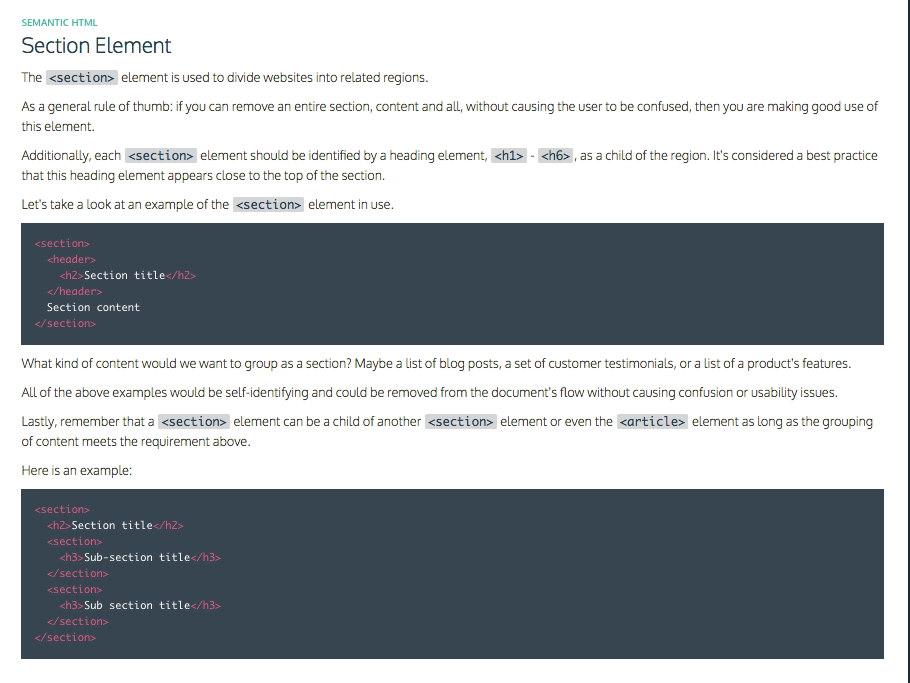 SEMANTIC HTML
Section Element
The <section> element is used to divide websites into related regions.
As a general rule of thumb: if you can remove an entire section, content and all, without causing the user to be confused, then you are making good use of
this element.
Additionally, each <section> element should be identified by a heading element, <h1> - <h6>, as a child of the region. It's considered a best practice
that this heading element appears close to the top of the section.
Let's take a look at an example of the <section> element in use.
<section>
  <header>
    <h2>Section title</h2>
  </header>
  Section content
</section>
What kind of content would we want to group as a section? Maybe a list of blog posts, a set of customer testimonials, or a list of a product's features.
All of the above examples would be self-identifying and could be removed from the document's flow without causing confusion or usability issues.
Lastly, remember that a <section> element can be a child of another <section> element or even the <article> element as long as the grouping
of content meets the requirement above.
Here is an example:
<section>
  <h2>Section title</h2>
  <section>
    <h3>Sub-section title</h3>
  </section>
  <section>
    <h3>Sub section title</h3>
  </section>
</section>